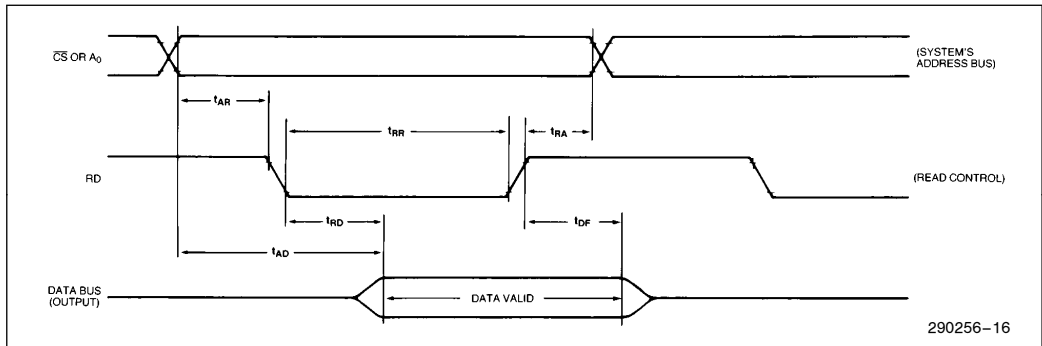 CS OR A0
(SYSTEM'S
ADDRESS BUS)
tAR
tRR
tRA
RD
(READ CONTROL)
tRD
tDF
tAD
DATA BUS
(OUTPUT)
DATA VALID
290256–16